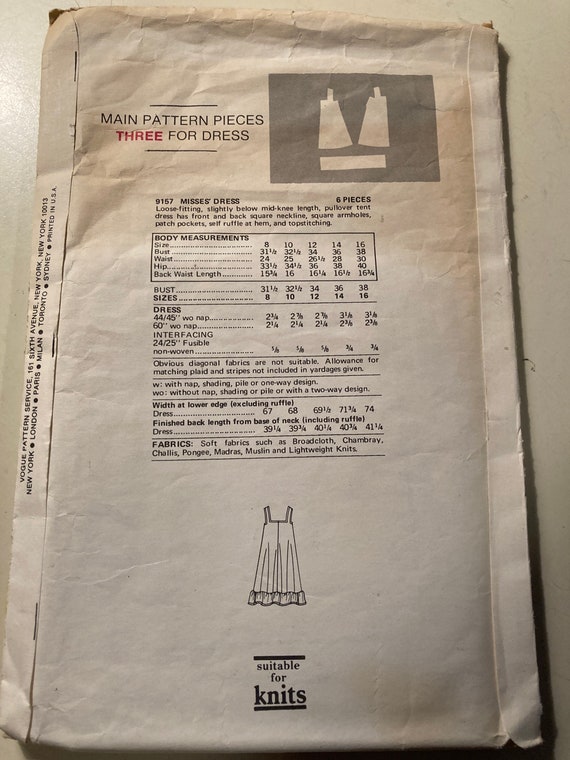 MAIN PATTERN PIECES
THREE FOR DRESS
9157 MISSES' DRESS 6 PIECES
Loose-fitting, slightly below mid-knee length, pullover tent
dress has front and back square neckline, square armholes,
patch pockets, self ruffle at hem, and topstitching.
BODY MEASUREMENTS
Size 8 10 12 14 16
Bust 31½ 32½ 34 36 38
Waist 24 25 26½ 28 30
Hip 33½ 34½ 36 38 40
Back Waist Length 15¾ 16 16¼ 16½ 16¾
BUST 31½ 32½ 34 36 38
SIZES 8 10 12 14 16
DRESS
44/45" wo nap 2¾ 2⅞ 2⅞ 3⅛ 3⅛
60" wo nap 2¼ 2¼ 2¼ 2⅜ 2⅜
INTERFACING
24/25" Fusible
non-woven ⅝ ⅝ ⅝ ¾ ¾
Obvious diagonal fabrics are not suitable. Allowance for
matching plaid and stripes not included in yardages given.
w: with nap, shading, pile or one-way design.
wo: without nap, shading or pile or with a two-way design.
Width at lower edge (excluding ruffle)
Dress 67 68 69½ 71¾ 74
Finished back length from base of neck (including ruffle)
Dress 39¼ 39¾ 40¼ 40¾ 41¼
FABRICS: Soft fabrics such as Broadcloth, Chambray,
Challis, Pongee, Madras, Muslin and Lightweight Knits.
suitable
for
knits
VOGUE PATTERN SERVICE, 161 SIXTH AVENUE, NEW YORK, NEW YORK 10013
NEW YORK ● LONDON ● PARIS ● MILAN ● TORONTO ● SYDNEY ● PRINTED IN U.S.A